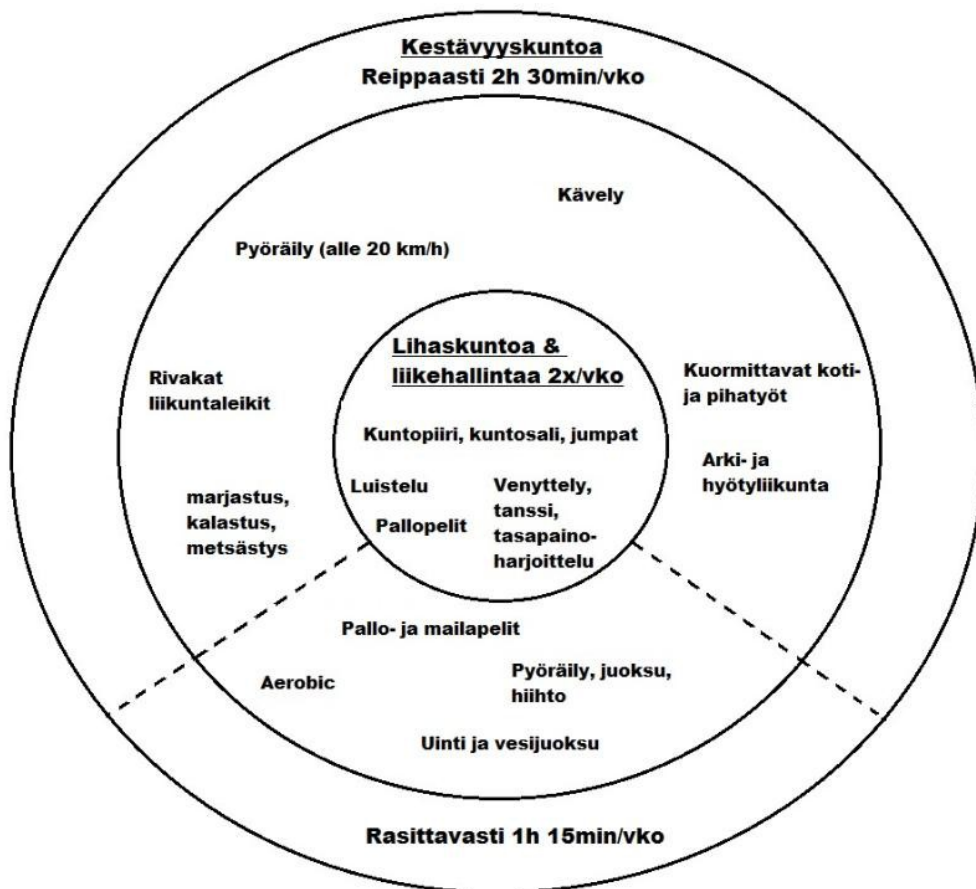 Kestävyyskuntoa
Reippaasti 2h 30min/vko
Kävely
Pyöräily (alle 20 km/h)
Rivakat
liikuntaleikit
marjastus,
kalastus,
metsästys
Lihaskuntoa &
liikehallintaa 2x/vko
Kuntopiiri, kuntosali, jumpat
Luistelu
Pallopelit
Venyttely,
tanssi,
tasapaino-
harjoittelu
Kuormittavat koti-
ja pihatyöt
Arki- ja
hyötyliikunta
Pallo- ja mailapelit
Aerobic
Pyöräily, juoksu,
hiihto
Uinti ja vesijuoksu
Rasittavasti 1h 15min/vko